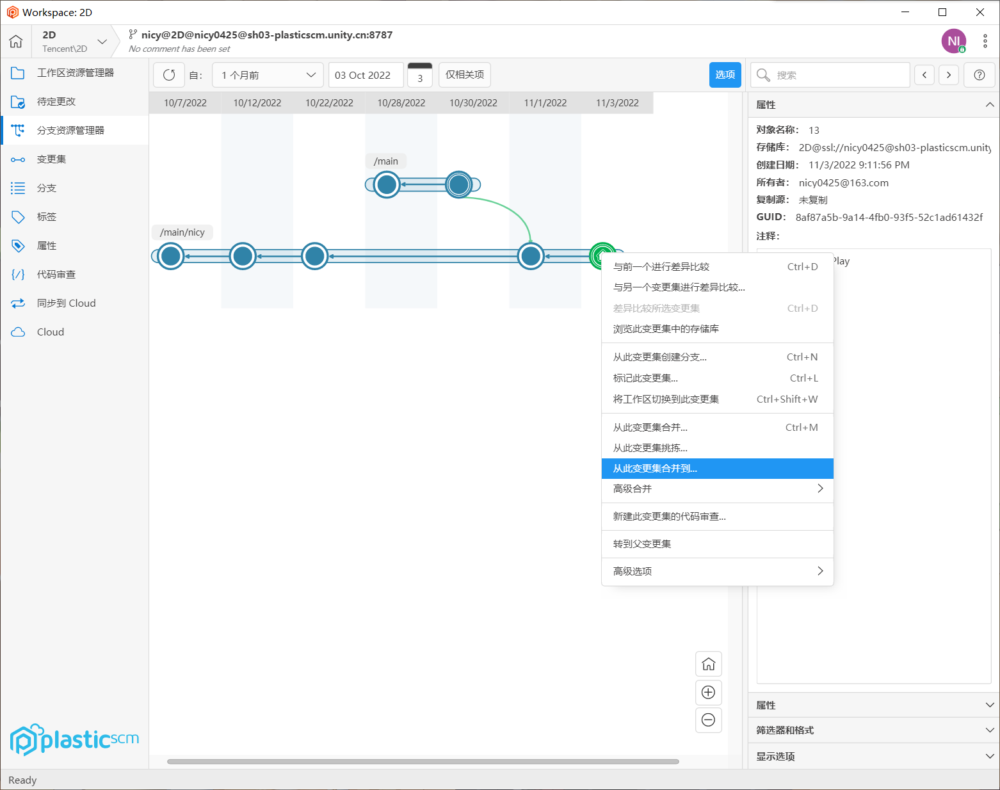 Workspace: 2D
2D
Tencent\2D
nicy@2D@nicy0425@sh03-plasticscm.unity.cn:8787
No comment has been set
NI
工作区资源管理器
待定更改
分支资源管理器
变更集
分支
标签
属性
代码审查
同步到 Cloud
Cloud
自：
1 个月前
03 Oct 2022
3
仅相关项
选项
搜索
10/7/2022
10/12/2022
10/22/2022
10/28/2022
10/30/2022
11/1/2022
11/3/2022
/main
/main/nicy
与前一个进行差异比较 Ctrl+D
与另一个变更集进行差异比较...
差异比较所选变更集 Ctrl+D
浏览此变更集中的存储库
从此变更集创建分支... Ctrl+N
标记此变更集... Ctrl+L
将工作区切换到此变更集 Ctrl+Shift+W
从此变更集合并... Ctrl+M
从此变更集挑拣...
从此变更集合并到...
高级合并
新建此变更集的代码审查...
转到父变更集
高级选项
属性
对象名称： 13
存储库： 2D@ssl://nicy0425@sh03-plasticscm.unity
创建日期： 11/3/2022 9:11:56 PM
所有者： nicy0425@163.com
复制源： 未复制
GUID： 8af87a5b-9a14-4fb0-93f5-52c1ad61432f
注释：
Play
属性
筛选器和格式
显示选项
plasticscm
Ready